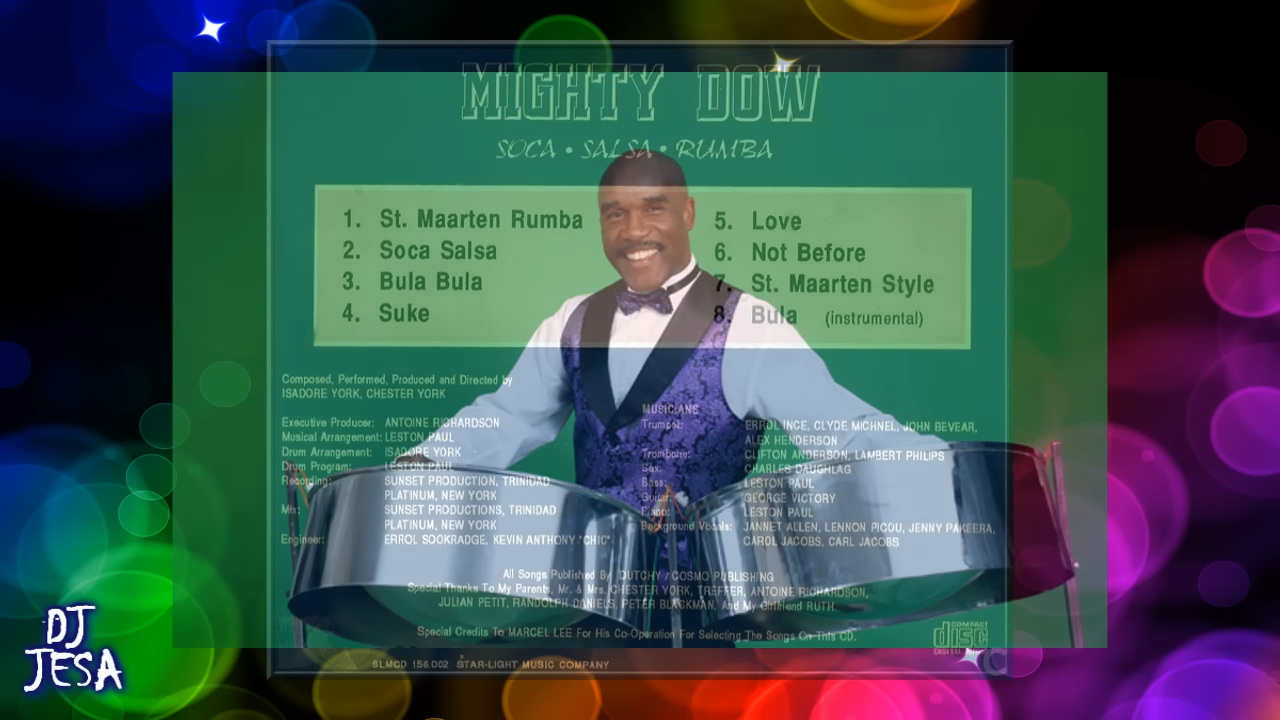 MIGHTY DOW
SOCA • SALSA • RUMBA
1. St. Maarten Rumba
2. Soca Salsa
3. Bula Bula
4. Suke
5. Love
6. Not Before
7. St. Maarten Style
8. Bula (instrumental)
Composed, Performed, Produced and Directed by
ISADORE YORK, CHESTER YORK
Executive Producer: ANTOINE RICHARDSON
Musical Arrangement: LESTON PAUL
Drum Arrangement: ISADORE YORK
Drum Program: LESTON PAUL
Recording: SUNSET PRODUCTION, TRINIDAD
PLATINUM, NEW YORK
Mix: SUNSET PRODUCTIONS, TRINIDAD
PLATINUM, NEW YORK
Engineer: ERROL SOOKRADGE, KEVIN ANTHONY "CHIC"
MUSICIANS
Trumpet: ERROL INCE, CLYDE MICHNEL, JOHN BEVEAR,
ALEX HENDERSON
Trombone: CLIFTON ANDERSON, LAMBERT PHILIPS
Sax: CHARLES DAUGHLAG
Bass: LESTON PAUL
Guitar: GEORGE VICTORY
Piano: LESTON PAUL
Background Vocals: JANNET ALLEN, LENNON PICOU, JENNY PAKEERA,
CAROL JACOBS, CARL JACOBS
All Songs Published By DUTCHY / COSMO PUBLISHING
Special Thanks To My Parents, Mr. & Mrs. CHESTER YORK, TREFFER, ANTOINE RICHARDSON,
JULIAN PETIT, RANDOLPH DANIELS, PETER BLACKMAN, And My Girlfriend RUTH.
Special Credits To MARCEL LEE For His Co-Operation For Selecting The Songs On This CD.
COMPACT
disc
DIGITAL AUDIO
SLMCD 156.002 STAR-LIGHT MUSIC COMPANY
DJ
JESA